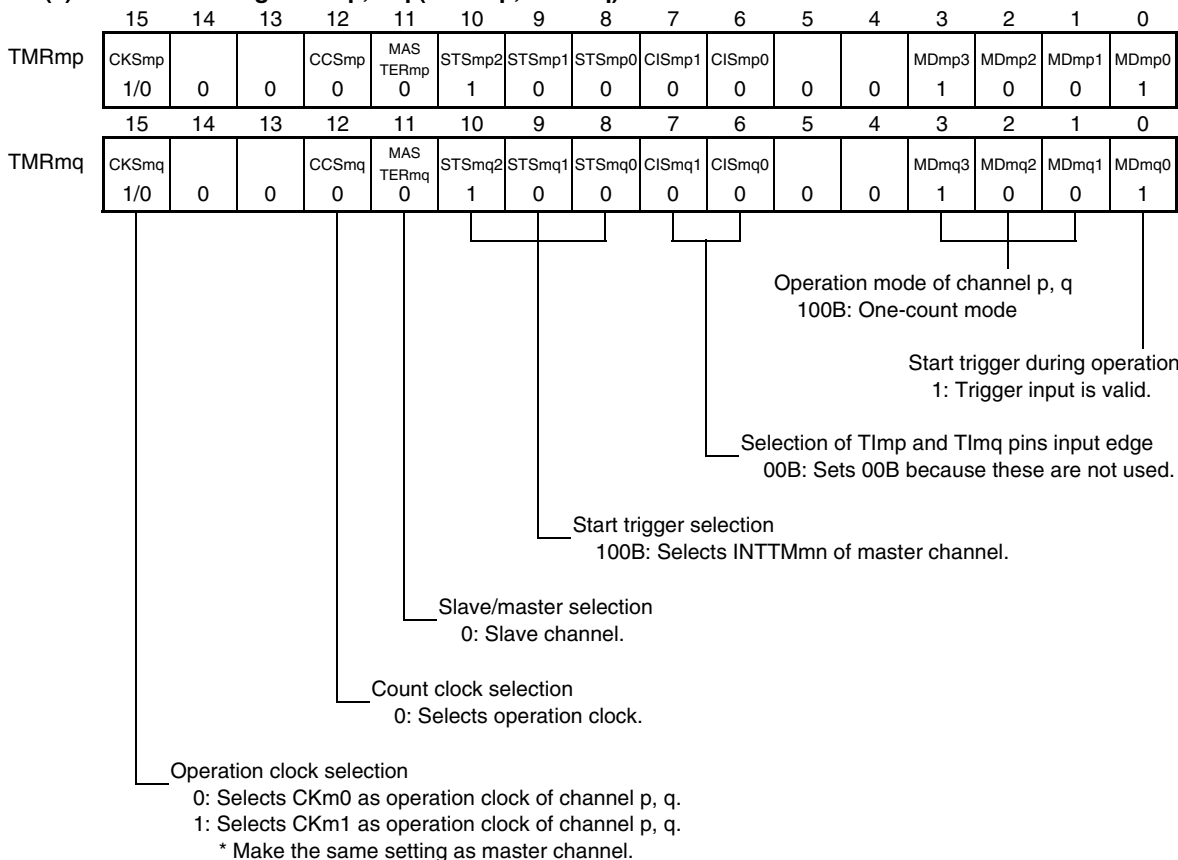 15 14 13 12 11 10 9 8 7 6 5 4 3 2 1 0
TMRmp CKSmp CCSmp MAS TERmp STSmp2 STSmp1 STSmp0 CISmp1 CISmp0 MDmp3 MDmp2 MDmp1 MDmp0
1/0 0 0 0 0 1 0 0 0 0 0 0 1 0 0 1
15 14 13 12 11 10 9 8 7 6 5 4 3 2 1 0
TMRmq CKSmq CCSmq MAS TERmq STSmq2 STSmq1 STSmq0 CISmq1 CISmq0 MDmq3 MDmq2 MDmq1 MDmq0
1/0 0 0 0 0 1 0 0 0 0 0 0 1 0 0 1
Operation mode of channel p, q
100B: One-count mode
Start trigger during operation
1: Trigger input is valid.
Selection of TImp and TImq pins input edge
00B: Sets 00B because these are not used.
Start trigger selection
100B: Selects INTTMmn of master channel.
Slave/master selection
0: Slave channel.
Count clock selection
0: Selects operation clock.
Operation clock selection
0: Selects CKm0 as operation clock of channel p, q.
1: Selects CKm1 as operation clock of channel p, q.
* Make the same setting as master channel.